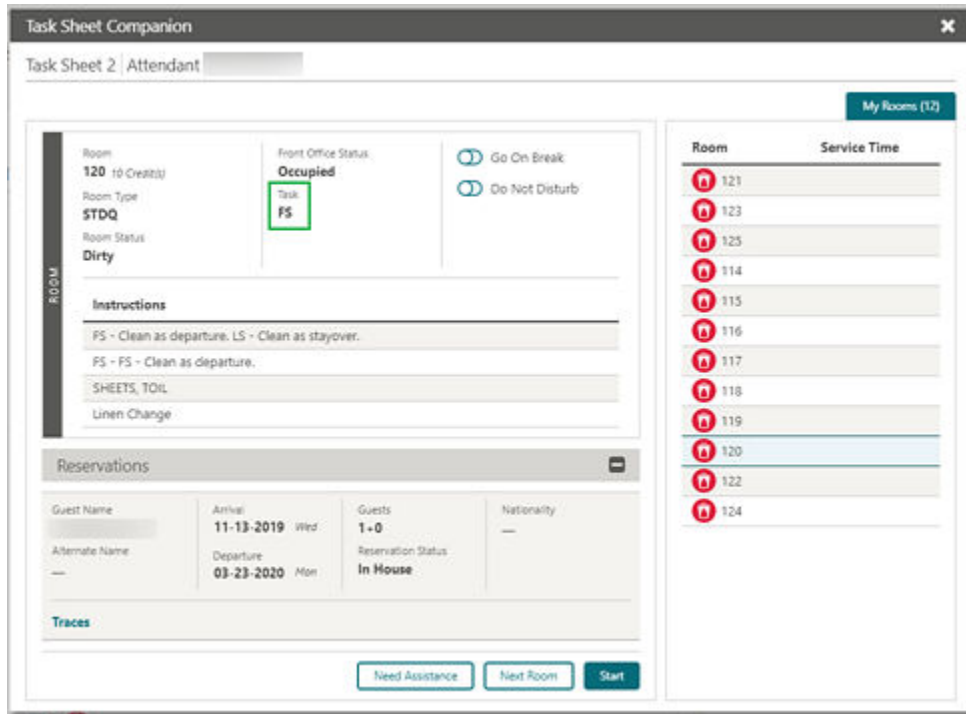 Task Sheet Companion
Task Sheet 2 Attendant
My Rooms (12)
ROOM
Room
120 10 Credit(s)
Room Type
STDQ
Room Status
Dirty
Front Office Status
Occupied
Task
FS
Go On Break
Do Not Disturb
Instructions
FS - Clean as departure. LS - Clean as stayover.
FS - FS - Clean as departure.
SHEETS, TOIL
Linen Change
Reservations
Guest Name
Alternate Name
—
Arrival
11-13-2019 Wed
Departure
03-23-2020 Mon
Guests
1+0
Reservation Status
In House
Nationality
—
Traces
Need Assistance Next Room Start
Room Service Time
121
123
125
114
115
116
117
118
119
120
122
124